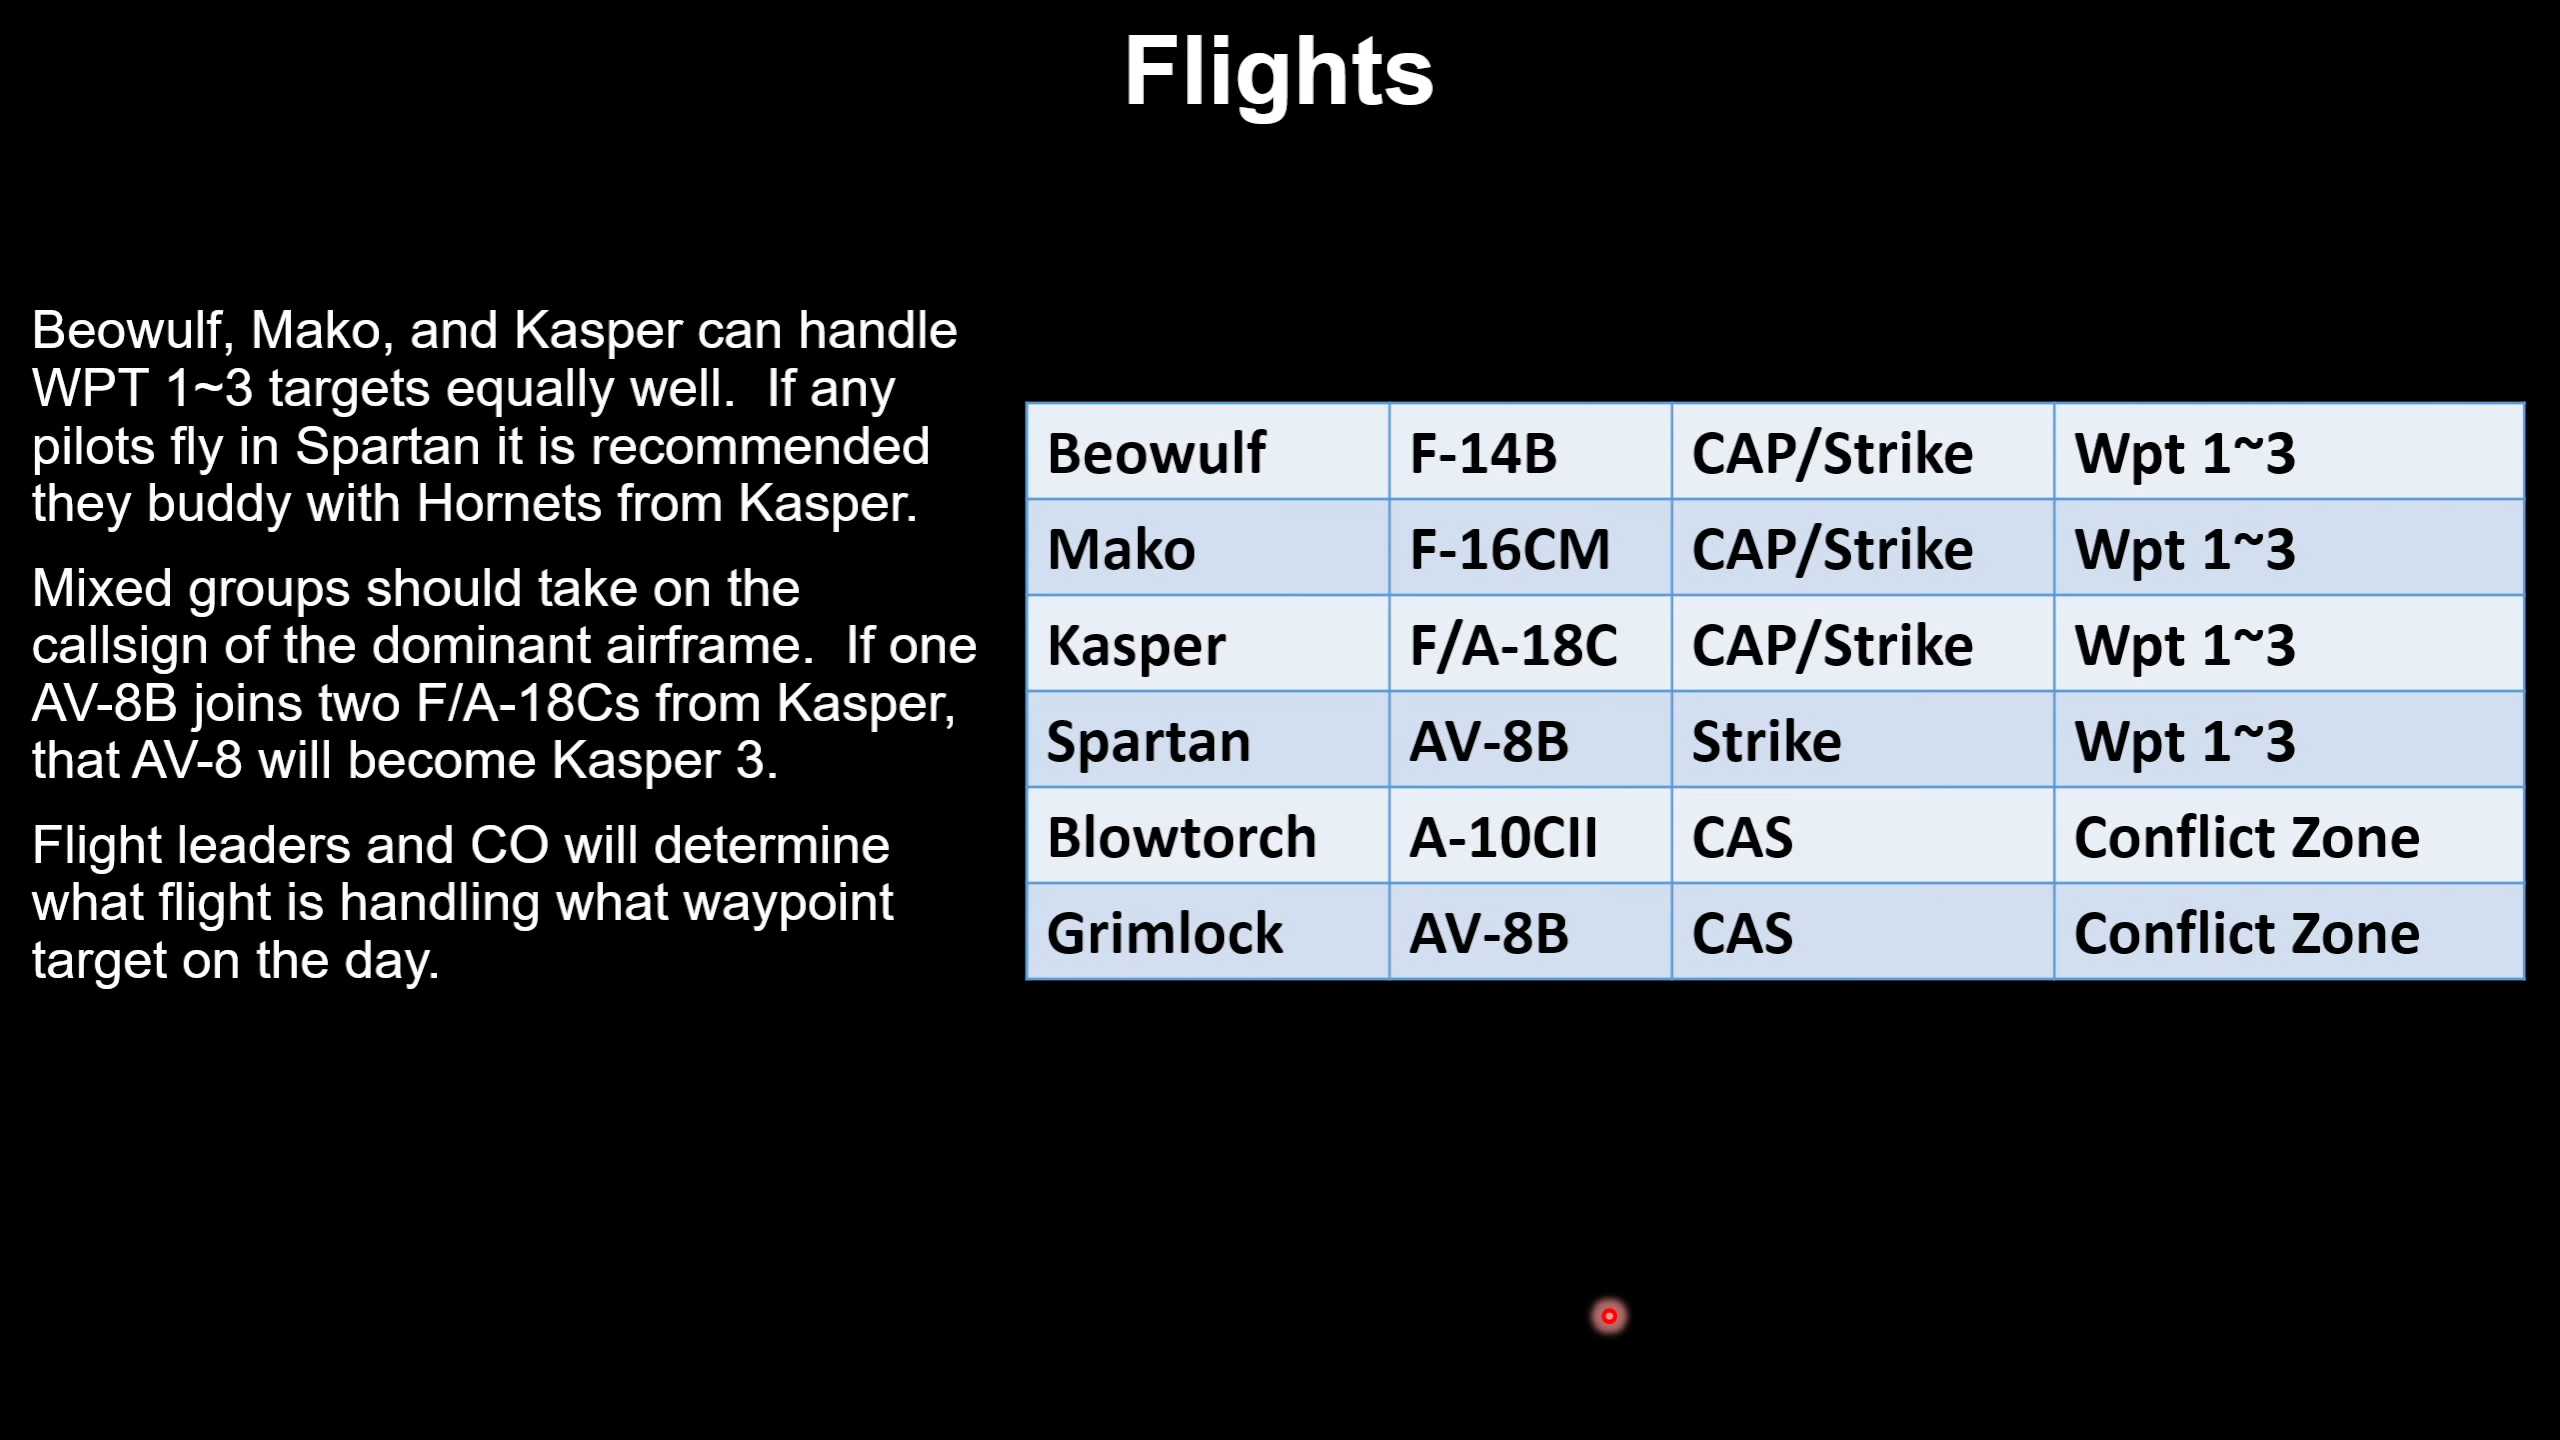 Flights
Beowulf, Mako, and Kasper can handle
WPT 1~3 targets equally well.  If any
pilots fly in Spartan it is recommended
they buddy with Hornets from Kasper.
Mixed groups should take on the
callsign of the dominant airframe.  If one
AV-8B joins two F/A-18Cs from Kasper,
that AV-8 will become Kasper 3.
Flight leaders and CO will determine
what flight is handling what waypoint
target on the day.
Beowulf F-14B CAP/Strike Wpt 1~3
Mako F-16CM CAP/Strike Wpt 1~3
Kasper F/A-18C CAP/Strike Wpt 1~3
Spartan AV-8B Strike Wpt 1~3
Blowtorch A-10CII CAS Conflict Zone
Grimlock AV-8B CAS Conflict Zone